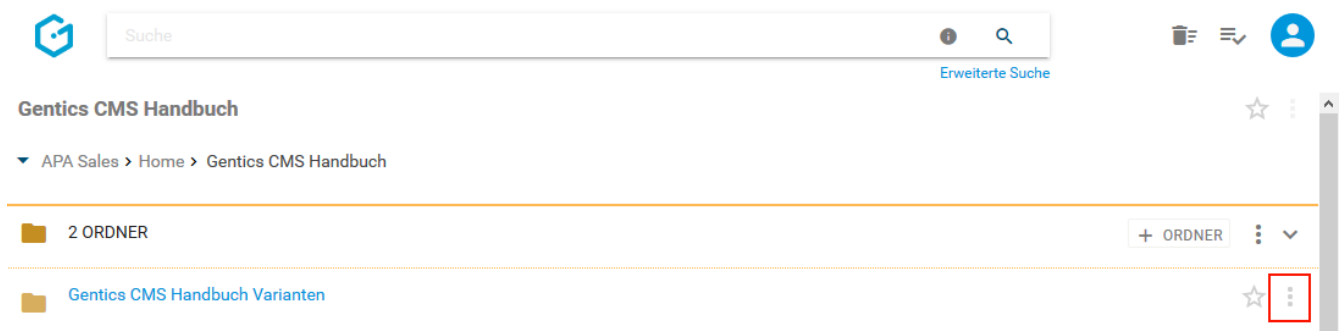 Suche
Erweiterte Suche
Gentics CMS Handbuch
APA Sales > Home > Gentics CMS Handbuch
2 ORDNER
+ ORDNER
Gentics CMS Handbuch Varianten